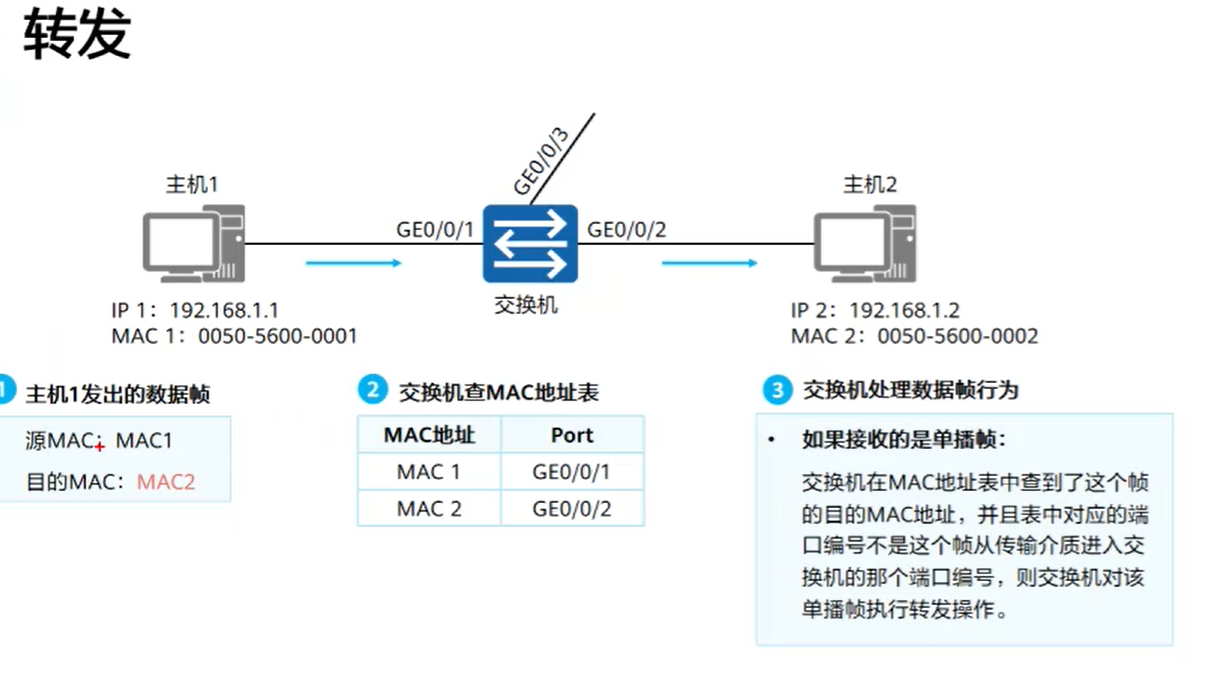 转发
GE0/0/3
主机1
主机2
GE0/0/1
GE0/0/2
交换机
IP 1：192.168.1.1
MAC 1：0050-5600-0001
IP 2：192.168.1.2
MAC 2：0050-5600-0002
1 主机1发出的数据帧
源MAC：MAC1
目的MAC：MAC2
2 交换机查MAC地址表
MAC地址 Port
MAC 1 GE0/0/1
MAC 2 GE0/0/2
3 交换机处理数据帧行为
• 如果接收的是单播帧：
交换机在MAC地址表中查到了这个帧
的目的MAC地址，并且表中对应的端
口编号不是这个帧从传输介质进入交
换机的那个端口编号，则交换机对该
单播帧执行转发操作。